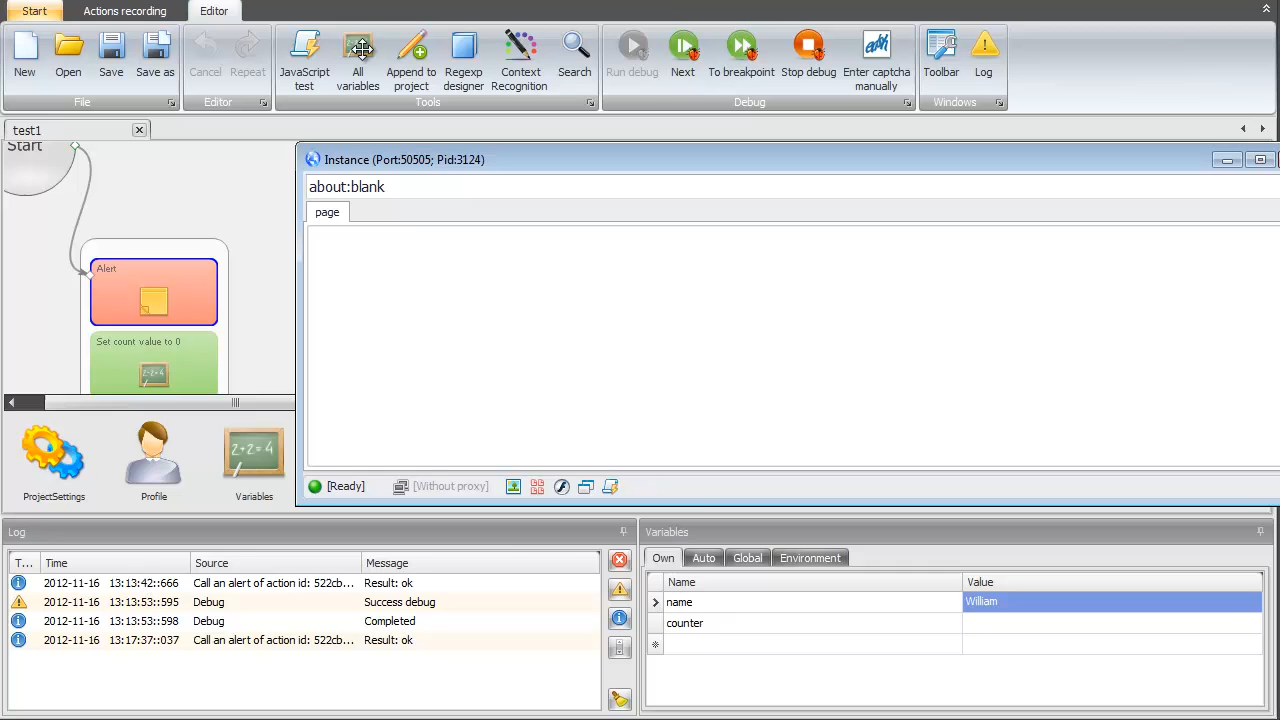 Start Actions recording Editor
New Open Save Save as Cancel Repeat JavaScript test All variables Append to project Regexp designer Context Recognition Search Run debug Next To breakpoint Stop debug Enter captcha manually Toolbar Log
File Editor Tools Debug Windows
test1
Start
Instance (Port:50505; Pid:3124)
about:blank
page
Alert
Set count value to 0
2+2=4
2+2=4
ProjectSettings Profile Variables
[Ready] [Without proxy]
Log
T... Time Source Message
2012-11-16 13:13:42::666 Call an alert of action id: 522cb... Result: ok
2012-11-16 13:13:53::595 Debug Success debug
2012-11-16 13:13:53::598 Debug Completed
2012-11-16 13:17:37::037 Call an alert of action id: 522cb... Result: ok
Variables
Own Auto Global Environment
Name Value
name William
counter